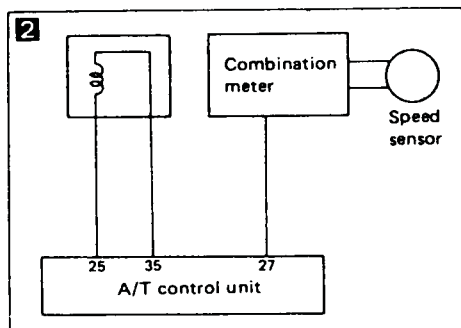 2
Combination
meter
Speed
sensor
25 35 27
A/T control unit